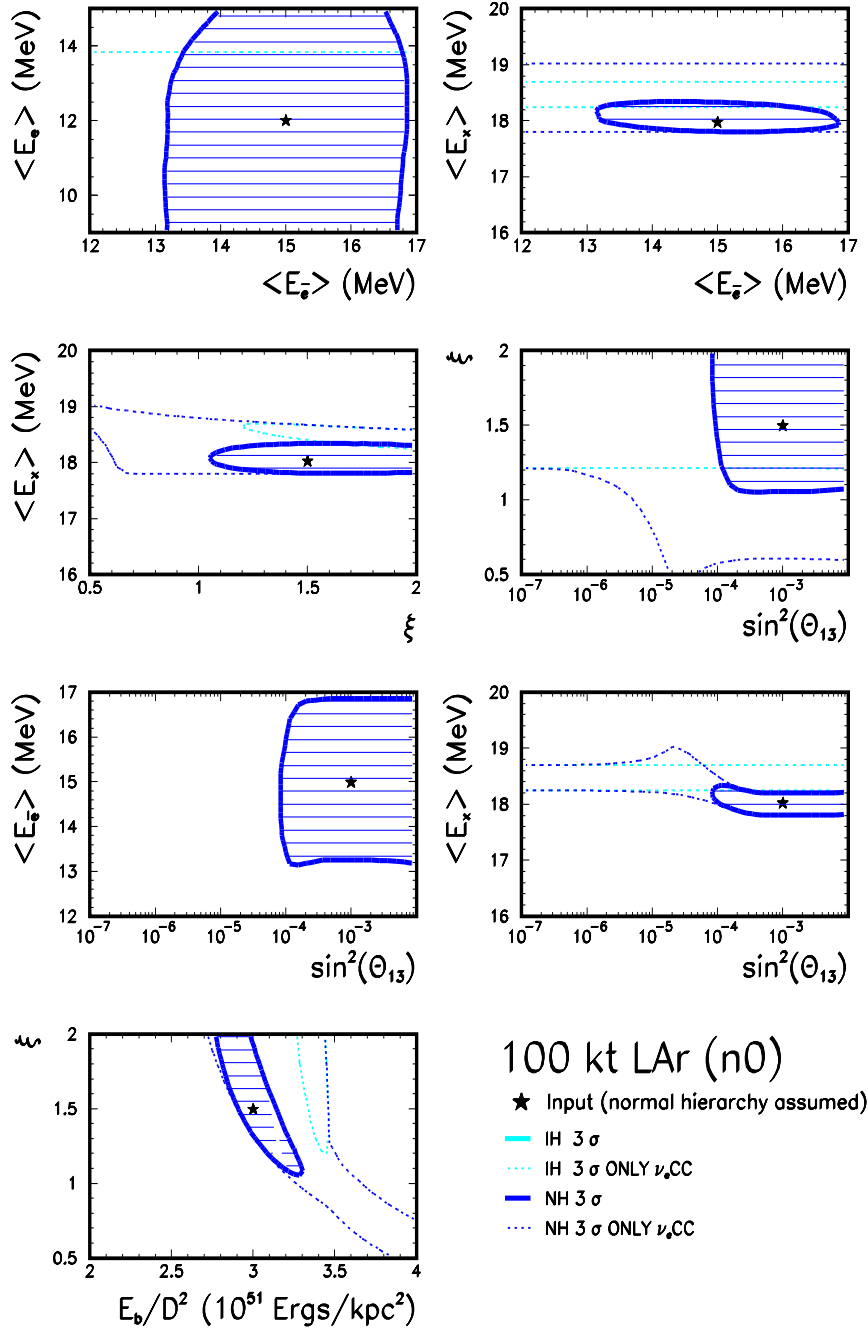 <E_e> (MeV)
14
12
10
12 13 14 15 16 17
<E_e̅> (MeV)
<E_x> (MeV)
20
19
18
17
16
12 13 14 15 16 17
<E_e̅> (MeV)
<E_x> (MeV)
20
19
18
17
16
0.5 1 1.5 2
ξ
ξ
2
1.5
1
0.5
10⁻⁷ 10⁻⁶ 10⁻⁵ 10⁻⁴ 10⁻³
sin²(Θ₁₃)
<E_e̅> (MeV)
17
16
15
14
13
12
10⁻⁷ 10⁻⁶ 10⁻⁵ 10⁻⁴ 10⁻³
sin²(Θ₁₃)
<E_x> (MeV)
20
19
18
17
16
10⁻⁷ 10⁻⁶ 10⁻⁵ 10⁻⁴ 10⁻³
sin²(Θ₁₃)
ξ
2
1.5
1
0.5
2 2.5 3 3.5 4
E_b/D² (10⁵¹ Ergs/kpc²)
100 kt LAr (n0)
★ Input (normal hierarchy assumed)
IH 3 σ
IH 3 σ ONLY ν_eCC
NH 3 σ
NH 3 σ ONLY ν_eCC